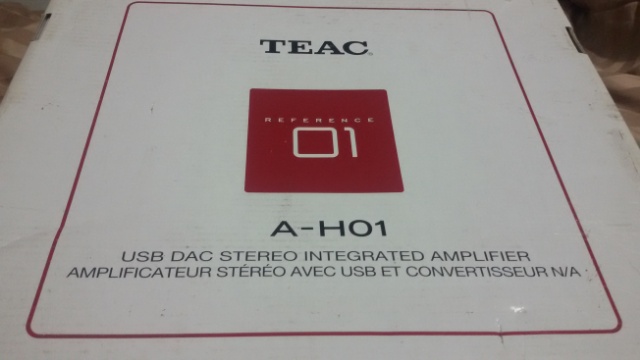 TEAC
REFERENCE
01
A-H01
USB DAC STEREO INTEGRATED AMPLIFIER
AMPLIFICATEUR STÉRÉO AVEC USB ET CONVERTISSEUR N/A